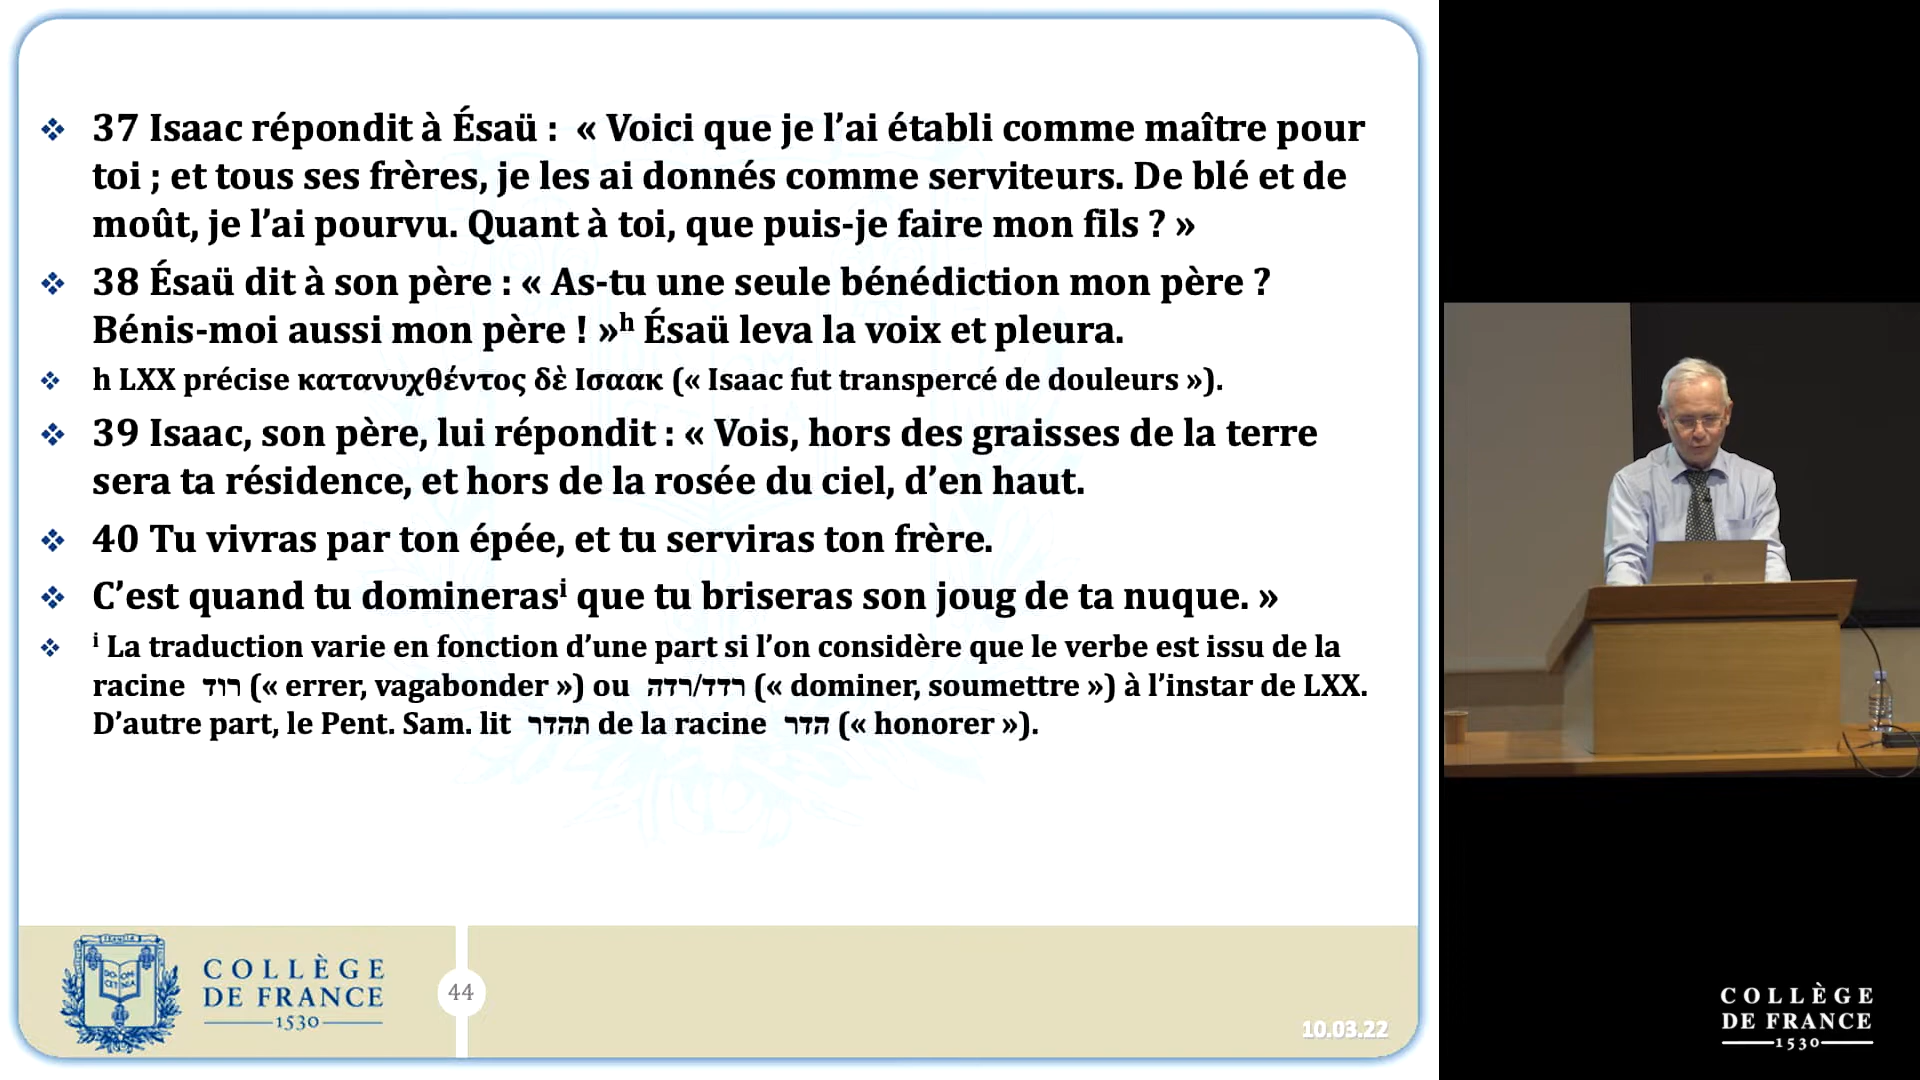 37 Isaac répondit à Ésaü : « Voici que je l’ai établi comme maître pour
toi ; et tous ses frères, je les ai donnés comme serviteurs. De blé et de
moût, je l’ai pourvu. Quant à toi, que puis-je faire mon fils ? »
38 Ésaü dit à son père : « As-tu une seule bénédiction mon père ?
Bénis-moi aussi mon père ! »h Ésaü leva la voix et pleura.
h LXX précise κατανυχθέντος δὲ Ισαακ (« Isaac fut transpercé de douleurs »).
39 Isaac, son père, lui répondit : « Vois, hors des graisses de la terre
sera ta résidence, et hors de la rosée du ciel, d’en haut.
40 Tu vivras par ton épée, et tu serviras ton frère.
C’est quand tu dominerasi que tu briseras son joug de ta nuque. »
i La traduction varie en fonction d’une part si l’on considère que le verbe est issu de la
racine רוד (« errer, vagabonder ») ou רדד/רדה (« dominer, soumettre ») à l’instar de LXX.
D’autre part, le Pent. Sam. lit תהדר de la racine הדר (« honorer »).
COLLÈGE
DE FRANCE
1530
44
10.03.22
COLLÈGE
DE FRANCE
1530